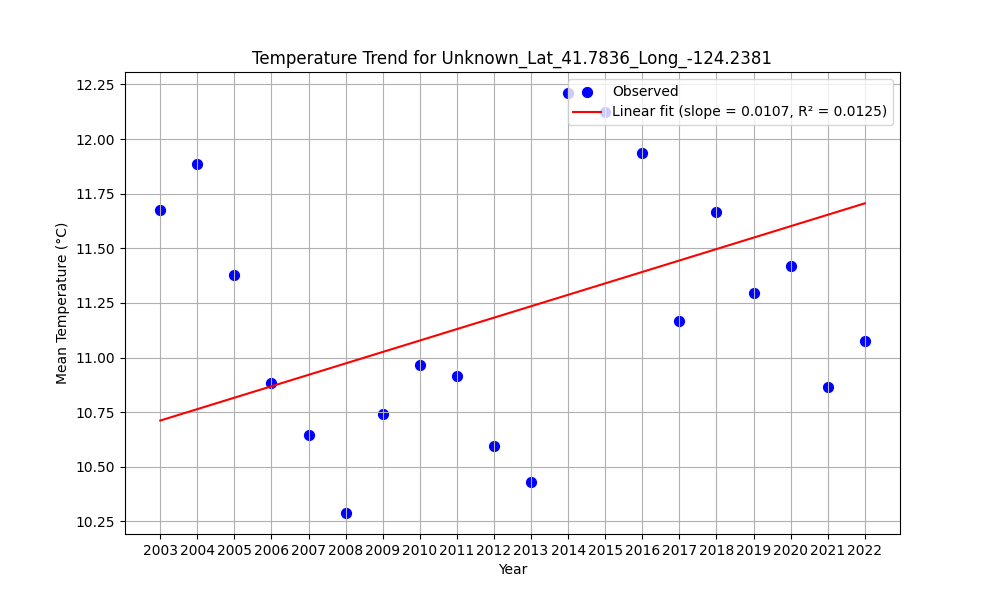 Temperature Trend for Unknown_Lat_41.7836_Long_-124.2381
Observed
Linear fit (slope = 0.0107, R² = 0.0125)
Mean Temperature (°C)
12.25
12.00
11.75
11.50
11.25
11.00
10.75
10.50
10.25
2003 2004 2005 2006 2007 2008 2009 2010 2011 2012 2013 2014 2015 2016 2017 2018 2019 2020 2021 2022
Year